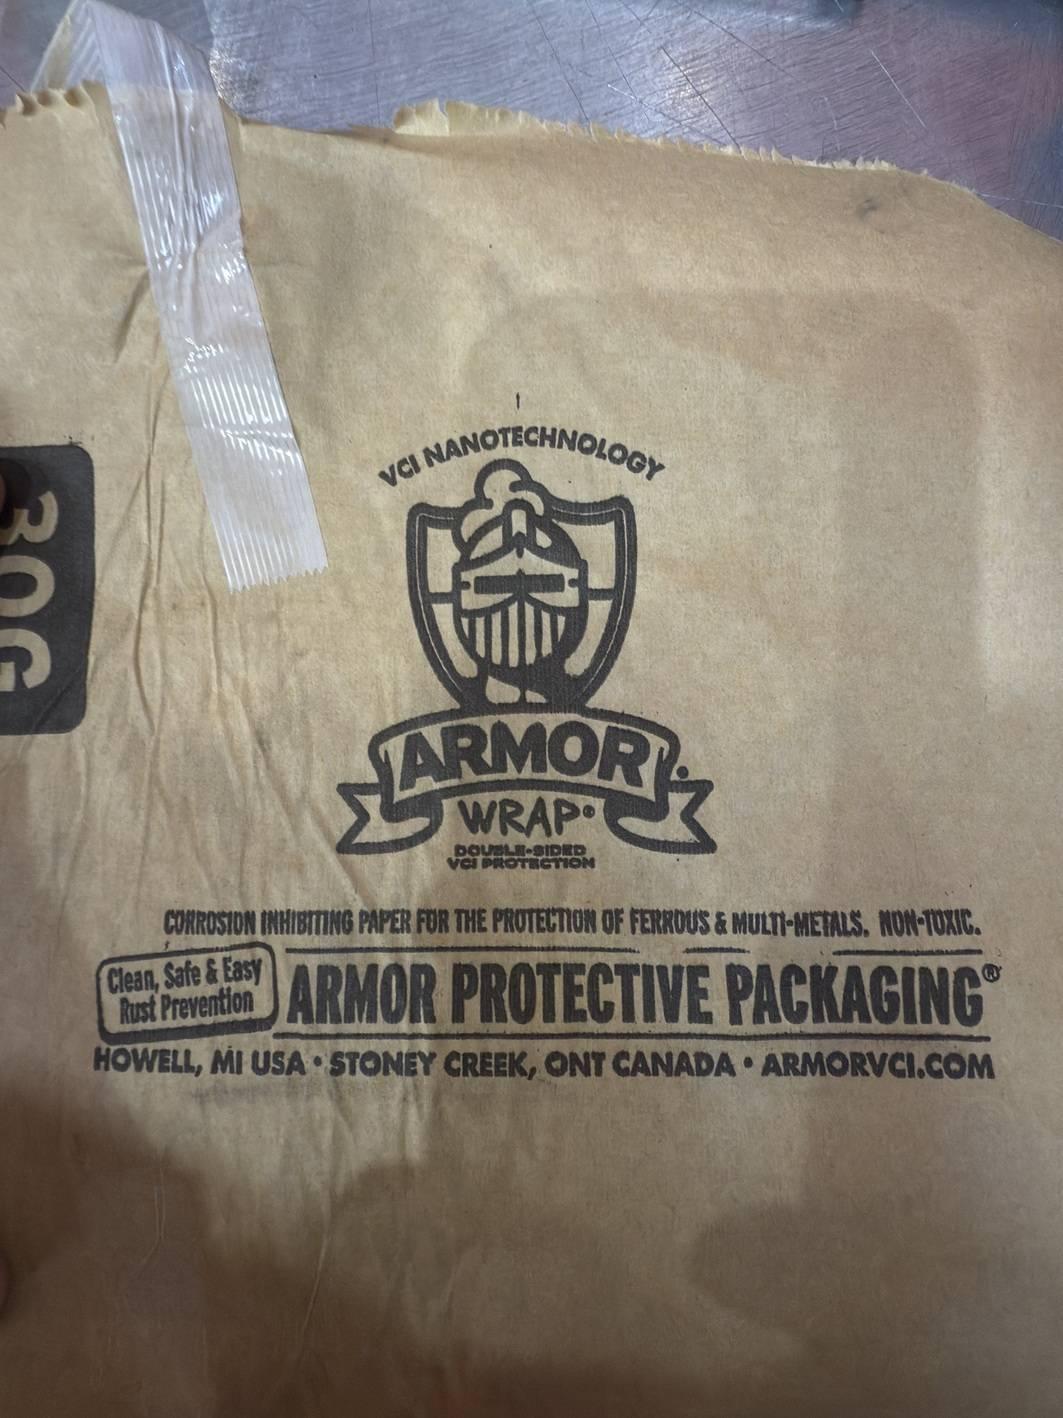 VCI NANOTECHNOLOGY
ARMOR
WRAP®
DOUBLE-SIDED
VCI PROTECTION
CORROSION INHIBITING PAPER FOR THE PROTECTION OF FERROUS & MULTI-METALS. NON-TOXIC.
Clean, Safe & Easy
Rust Prevention
ARMOR PROTECTIVE PACKAGING®
HOWELL, MI USA • STONEY CREEK, ONT CANADA • ARMORVCI.COM
30G